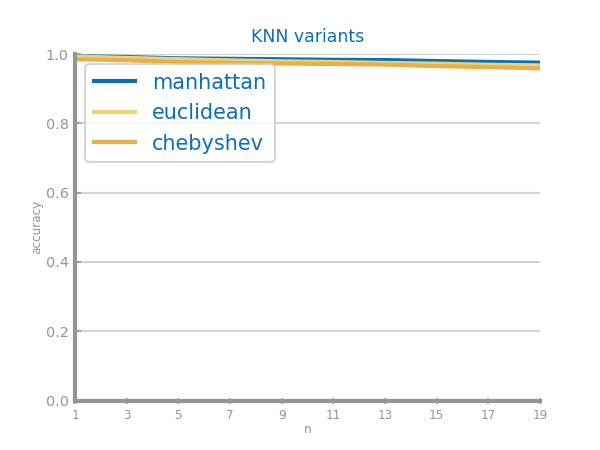 KNN variants
1.0
0.8
0.6
0.4
0.2
0.0
accuracy
manhattan
euclidean
chebyshev
1 3 5 7 9 11 13 15 17 19
n